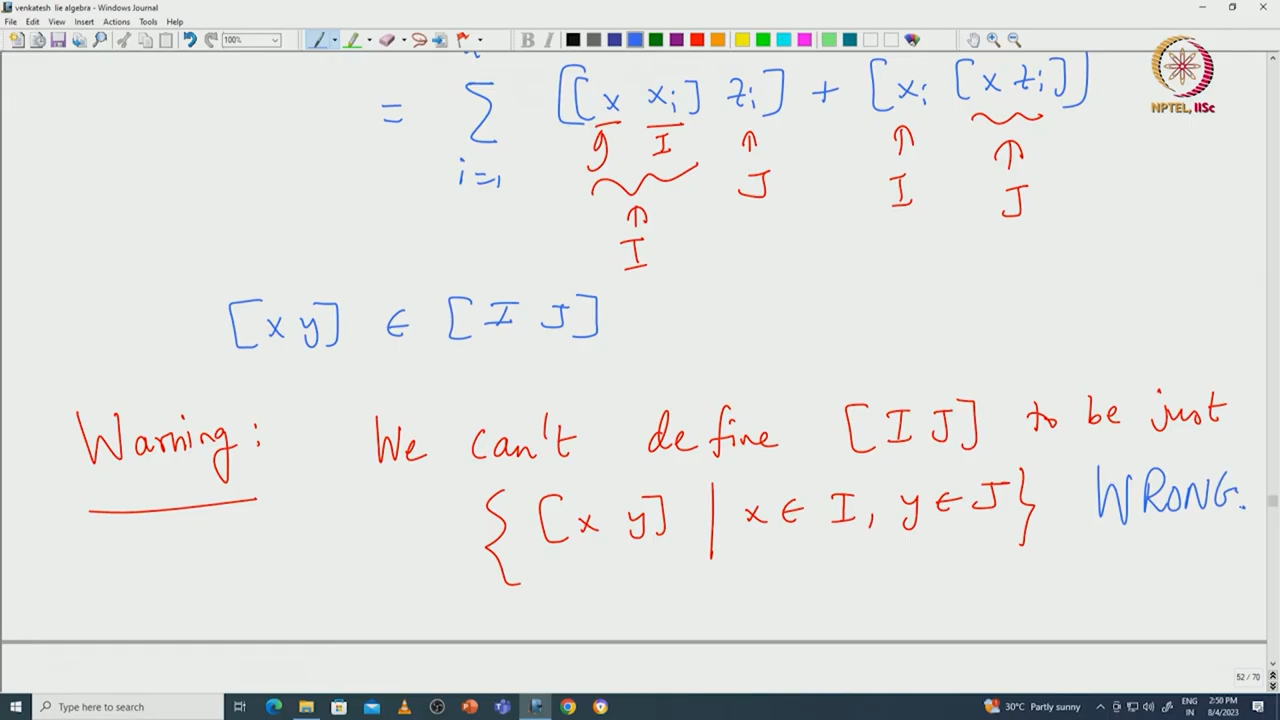 venkatesh lie algebra - Windows Journal
File Edit View Insert Actions Tools Help
100%
NPTEL, IISc
= Σ [[x xᵢ] zᵢ] + [xᵢ [x zᵢ]]
i=1
g I
J I J
I
[x y] ∈ [I J]
Warning: We can't define [I J] to be just
{[x y] | x ∈ I, y ∈ J} WRONG.
52 / 70
Type here to search
30°C Partly sunny
ENG
IN
2:50 PM
8/4/2023